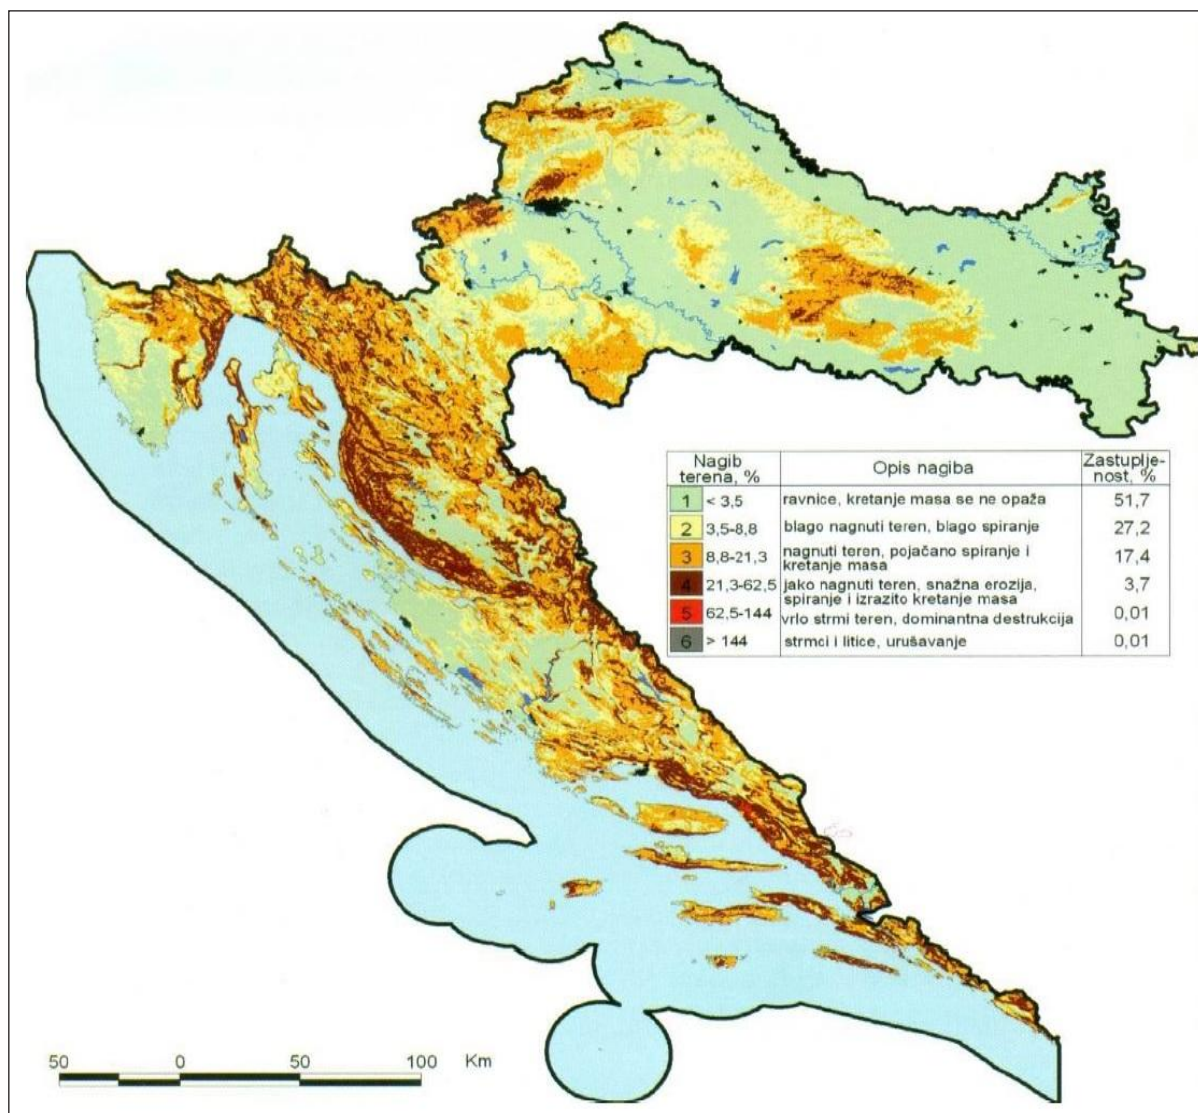 Nagib terena, %
Opis nagiba
Zastuplje-nost, %
1 < 3,5 ravnice, kretanje masa se ne opaža 51,7
2 3,5-8,8 blago nagnuti teren, blago spiranje 27,2
3 8,8-21,3 nagnuti teren, pojačano spiranje i
kretanje masa 17,4
4 21,3-62,5 jako nagnuti teren, snažna erozija,
spiranje i izrazito kretanje masa 3,7
5 62,5-144 vrlo strmi teren, dominantna destrukcija 0,01
6 > 144 strmci i litice, urušavanje 0,01
50 0 50 100 Km